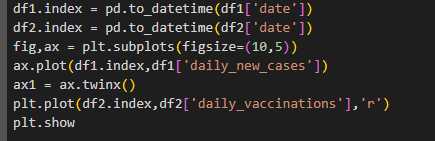 df1.index = pd.to_datetime(df1['date'])
df2.index = pd.to_datetime(df2['date'])
fig,ax = plt.subplots(figsize=(10,5))
ax.plot(df1.index,df1['daily_new_cases'])
ax1 = ax.twinx()
plt.plot(df2.index,df2['daily_vaccinations'],'r')
plt.show